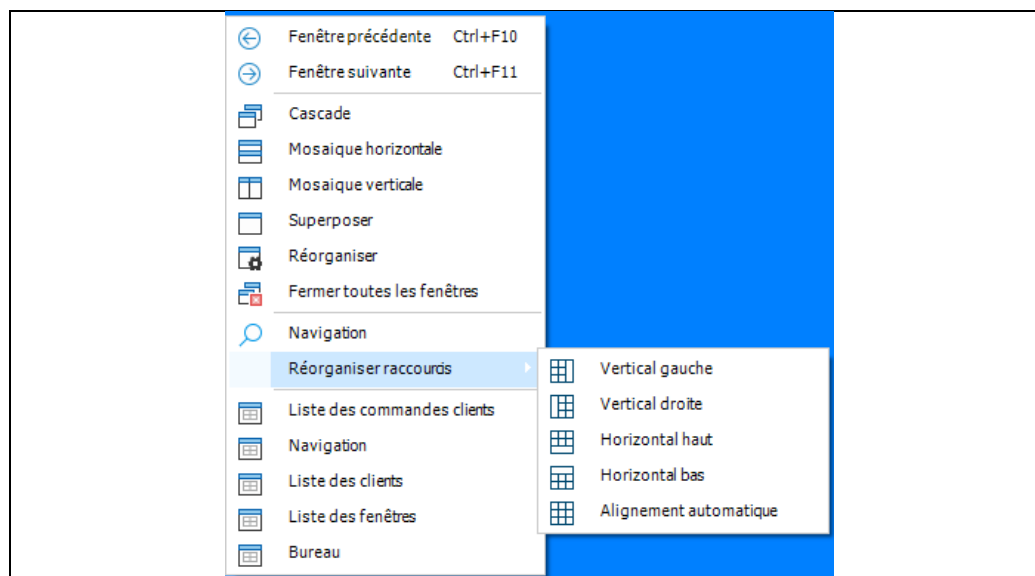 Fenêtre précédente Ctrl+F10
Fenêtre suivante Ctrl+F11
Cascade
Mosaique horizontale
Mosaique verticale
Superposer
Réorganiser
Fermer toutes les fenêtres
Navigation
Réorganiser raccourcis
Liste des commandes clients
Navigation
Liste des clients
Liste des fenêtres
Bureau
Vertical gauche
Vertical droite
Horizontal haut
Horizontal bas
Alignement automatique